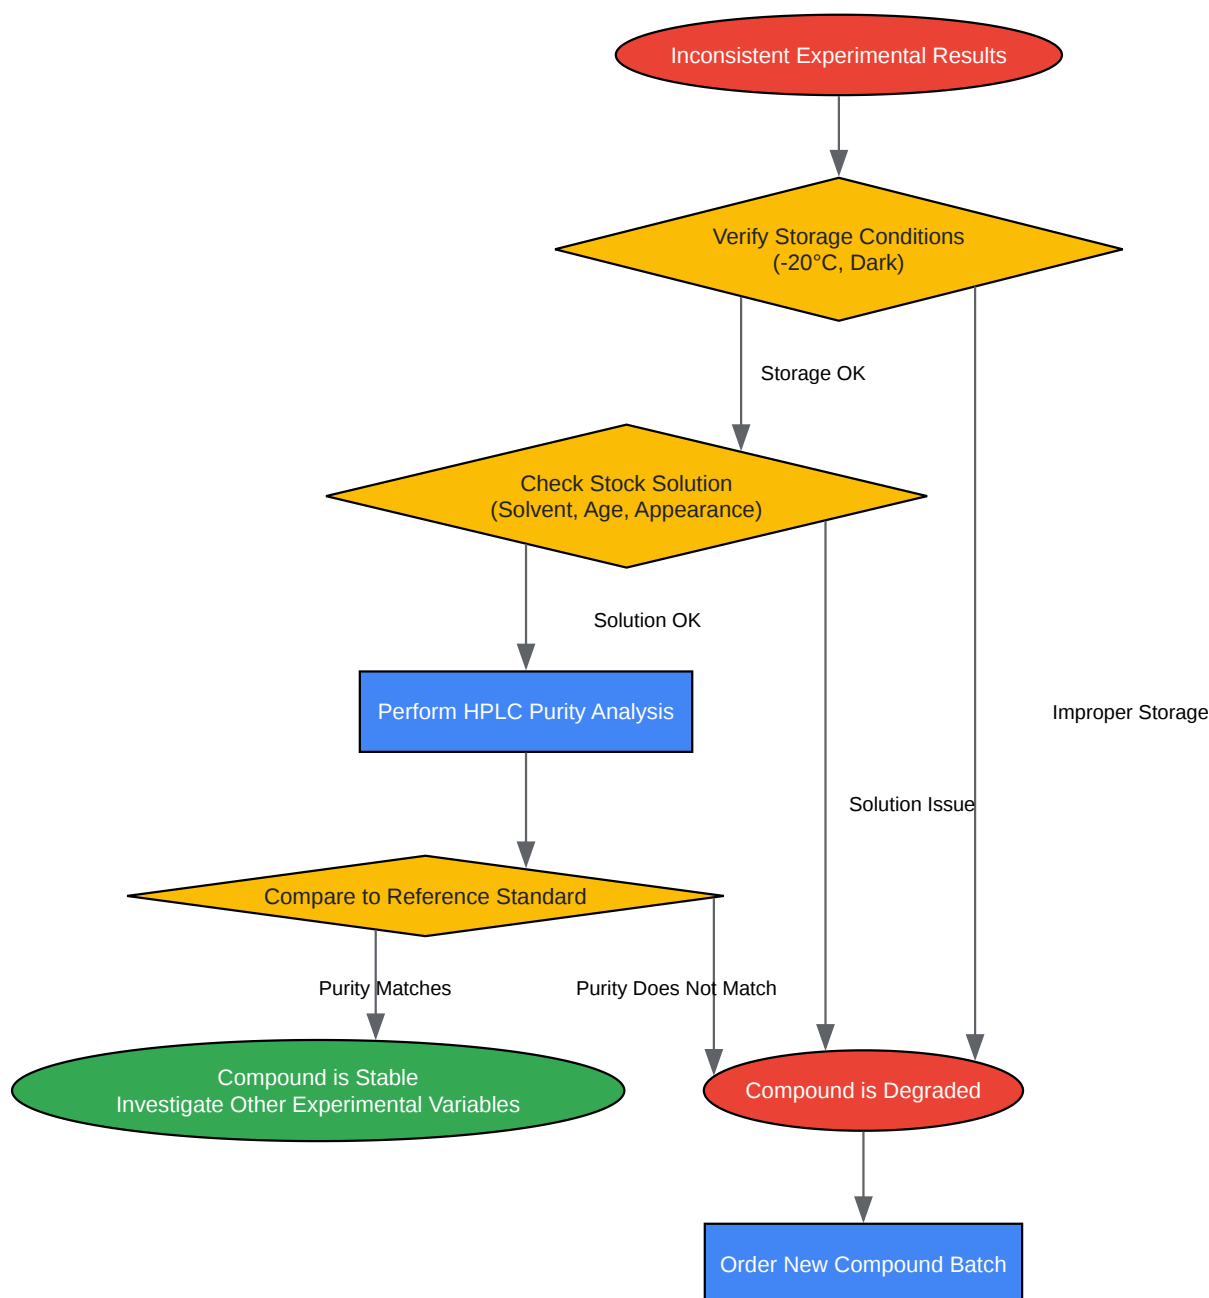 Inconsistent Experimental Results
Verify Storage Conditions
(-20°C, Dark)
Storage OK
Check Stock Solution
(Solvent, Age, Appearance)
Solution OK
Perform HPLC Purity Analysis
Improper Storage
Solution Issue
Compare to Reference Standard
Purity Matches
Purity Does Not Match
Compound is Stable
Investigate Other Experimental Variables
Compound is Degraded
Order New Compound Batch